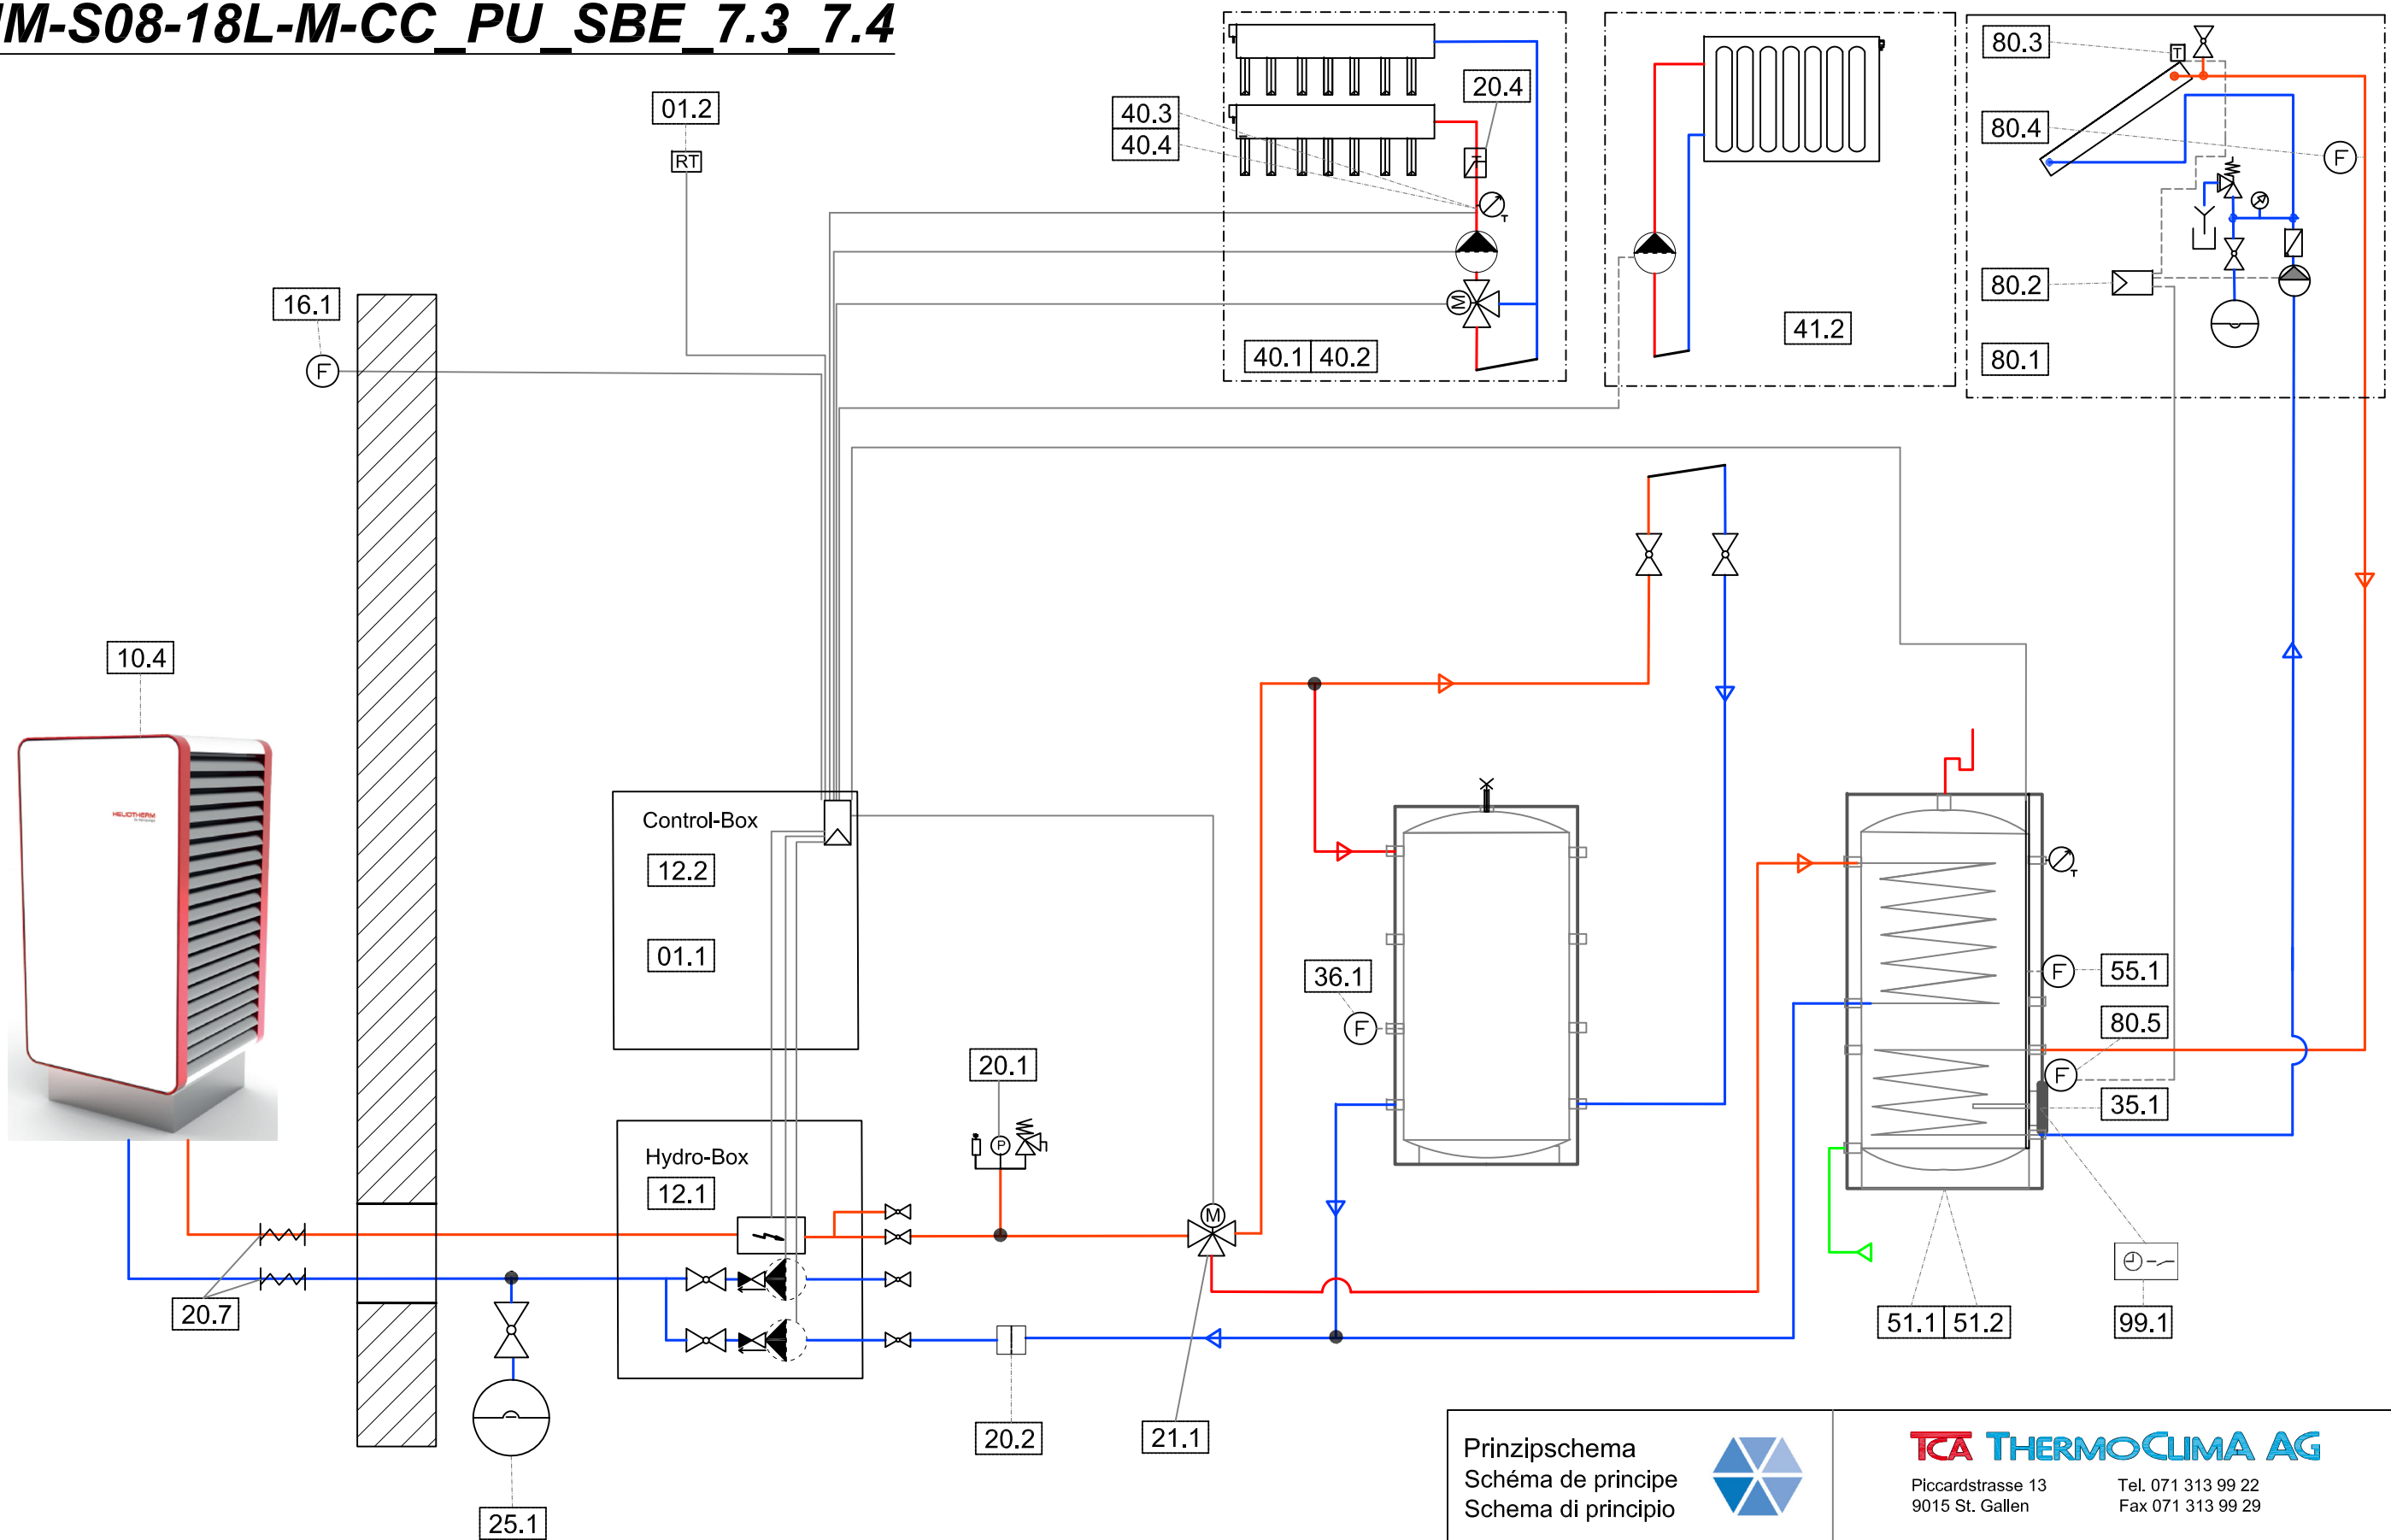 IM-S08-18L-M-CC_PU_SBE_7.3_7.4
01.2
RT
16.1
F
10.4
HELIOTHERM
40.3
40.4
20.4
T
M
40.1 40.2
41.2
80.3
T
80.4
F
80.2
80.1
Control-Box
12.2
01.1
Hydro-Box
12.1
20.7
25.1
20.1
P
20.2
M
21.1
36.1
F
T
F
55.1
80.5
F
35.1
51.1 51.2
99.1
Prinzipschema
Schéma de principe
Schema di principio
TCA THERMOCLIMA AG
Piccardstrasse 13 Tel. 071 313 99 22
9015 St. Gallen Fax 071 313 99 29